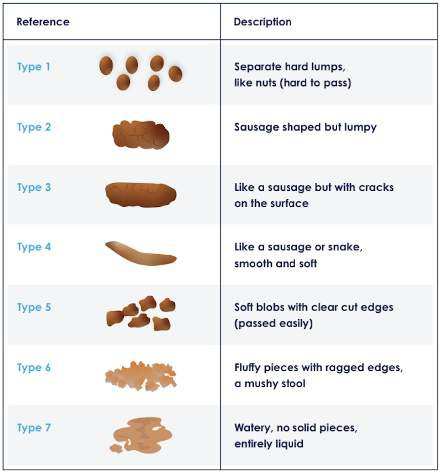 Reference Description
Type 1
Separate hard lumps,
like nuts (hard to pass)
Type 2
Sausage shaped but lumpy
Type 3
Like a sausage but with cracks
on the surface
Type 4
Like a sausage or snake,
smooth and soft
Type 5
Soft blobs with clear cut edges
(passed easily)
Type 6
Fluffy pieces with ragged edges,
a mushy stool
Type 7
Watery, no solid pieces,
entirely liquid